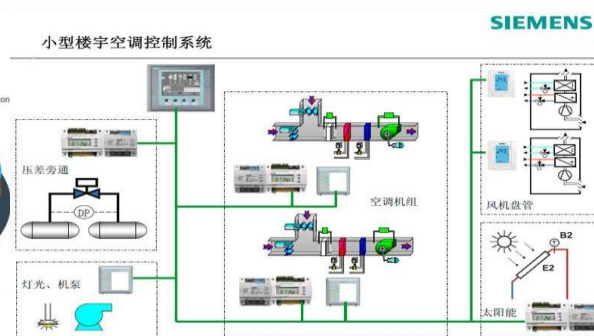 SIEMENS
小型楼宇空调控制系统
on
压差旁通
DP
空调机组
风机盘管
灯光、机泵
B2
T
E2
太阳能